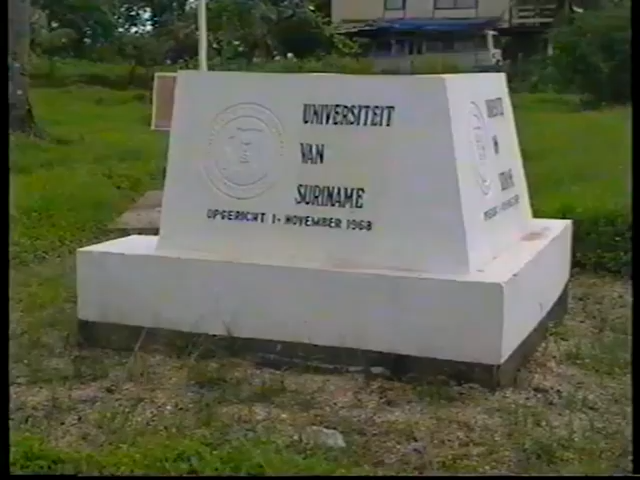 UNIVERSITEIT
VAN
SURINAME
OPGERICHT 1 - NOVEMBER 1968